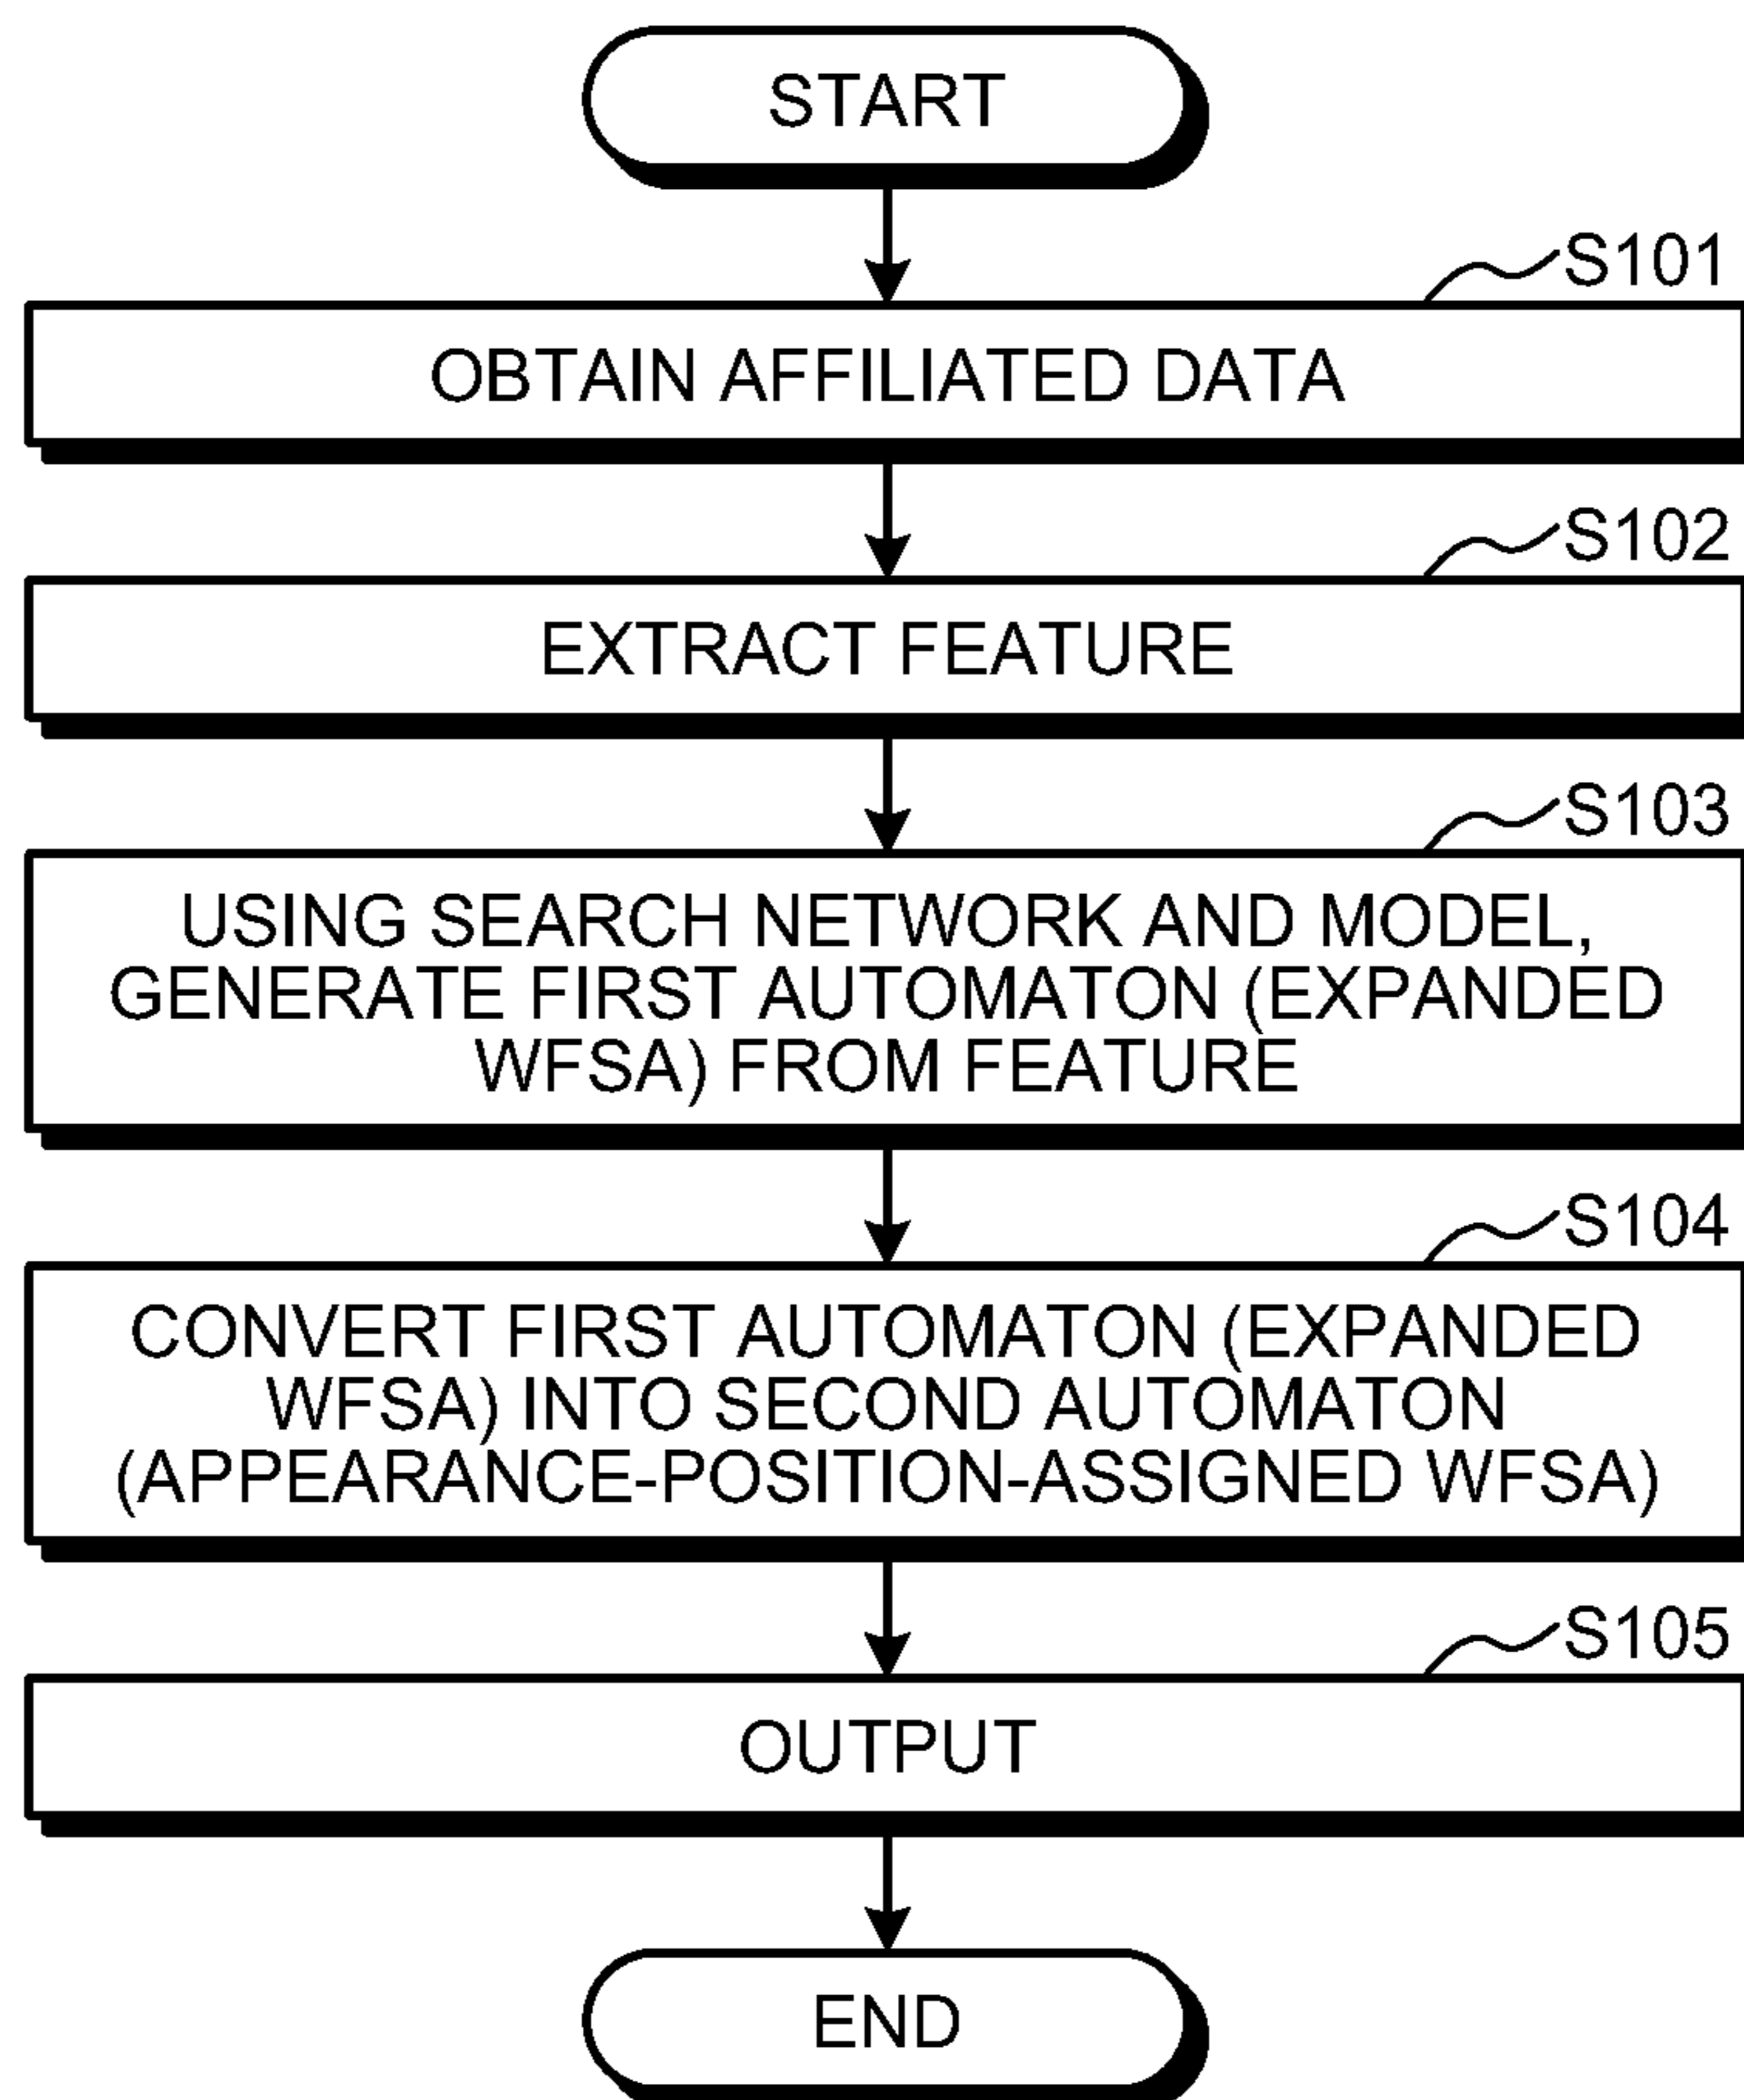 START
S101
OBTAIN AFFILIATED DATA
S102
EXTRACT FEATURE
S103
USING SEARCH NETWORK AND MODEL,
GENERATE FIRST AUTOMATON (EXPANDED
WFSA) FROM FEATURE
S104
CONVERT FIRST AUTOMATON (EXPANDED
WFSA) INTO SECOND AUTOMATON
(APPEARANCE-POSITION-ASSIGNED WFSA)
S105
OUTPUT
END